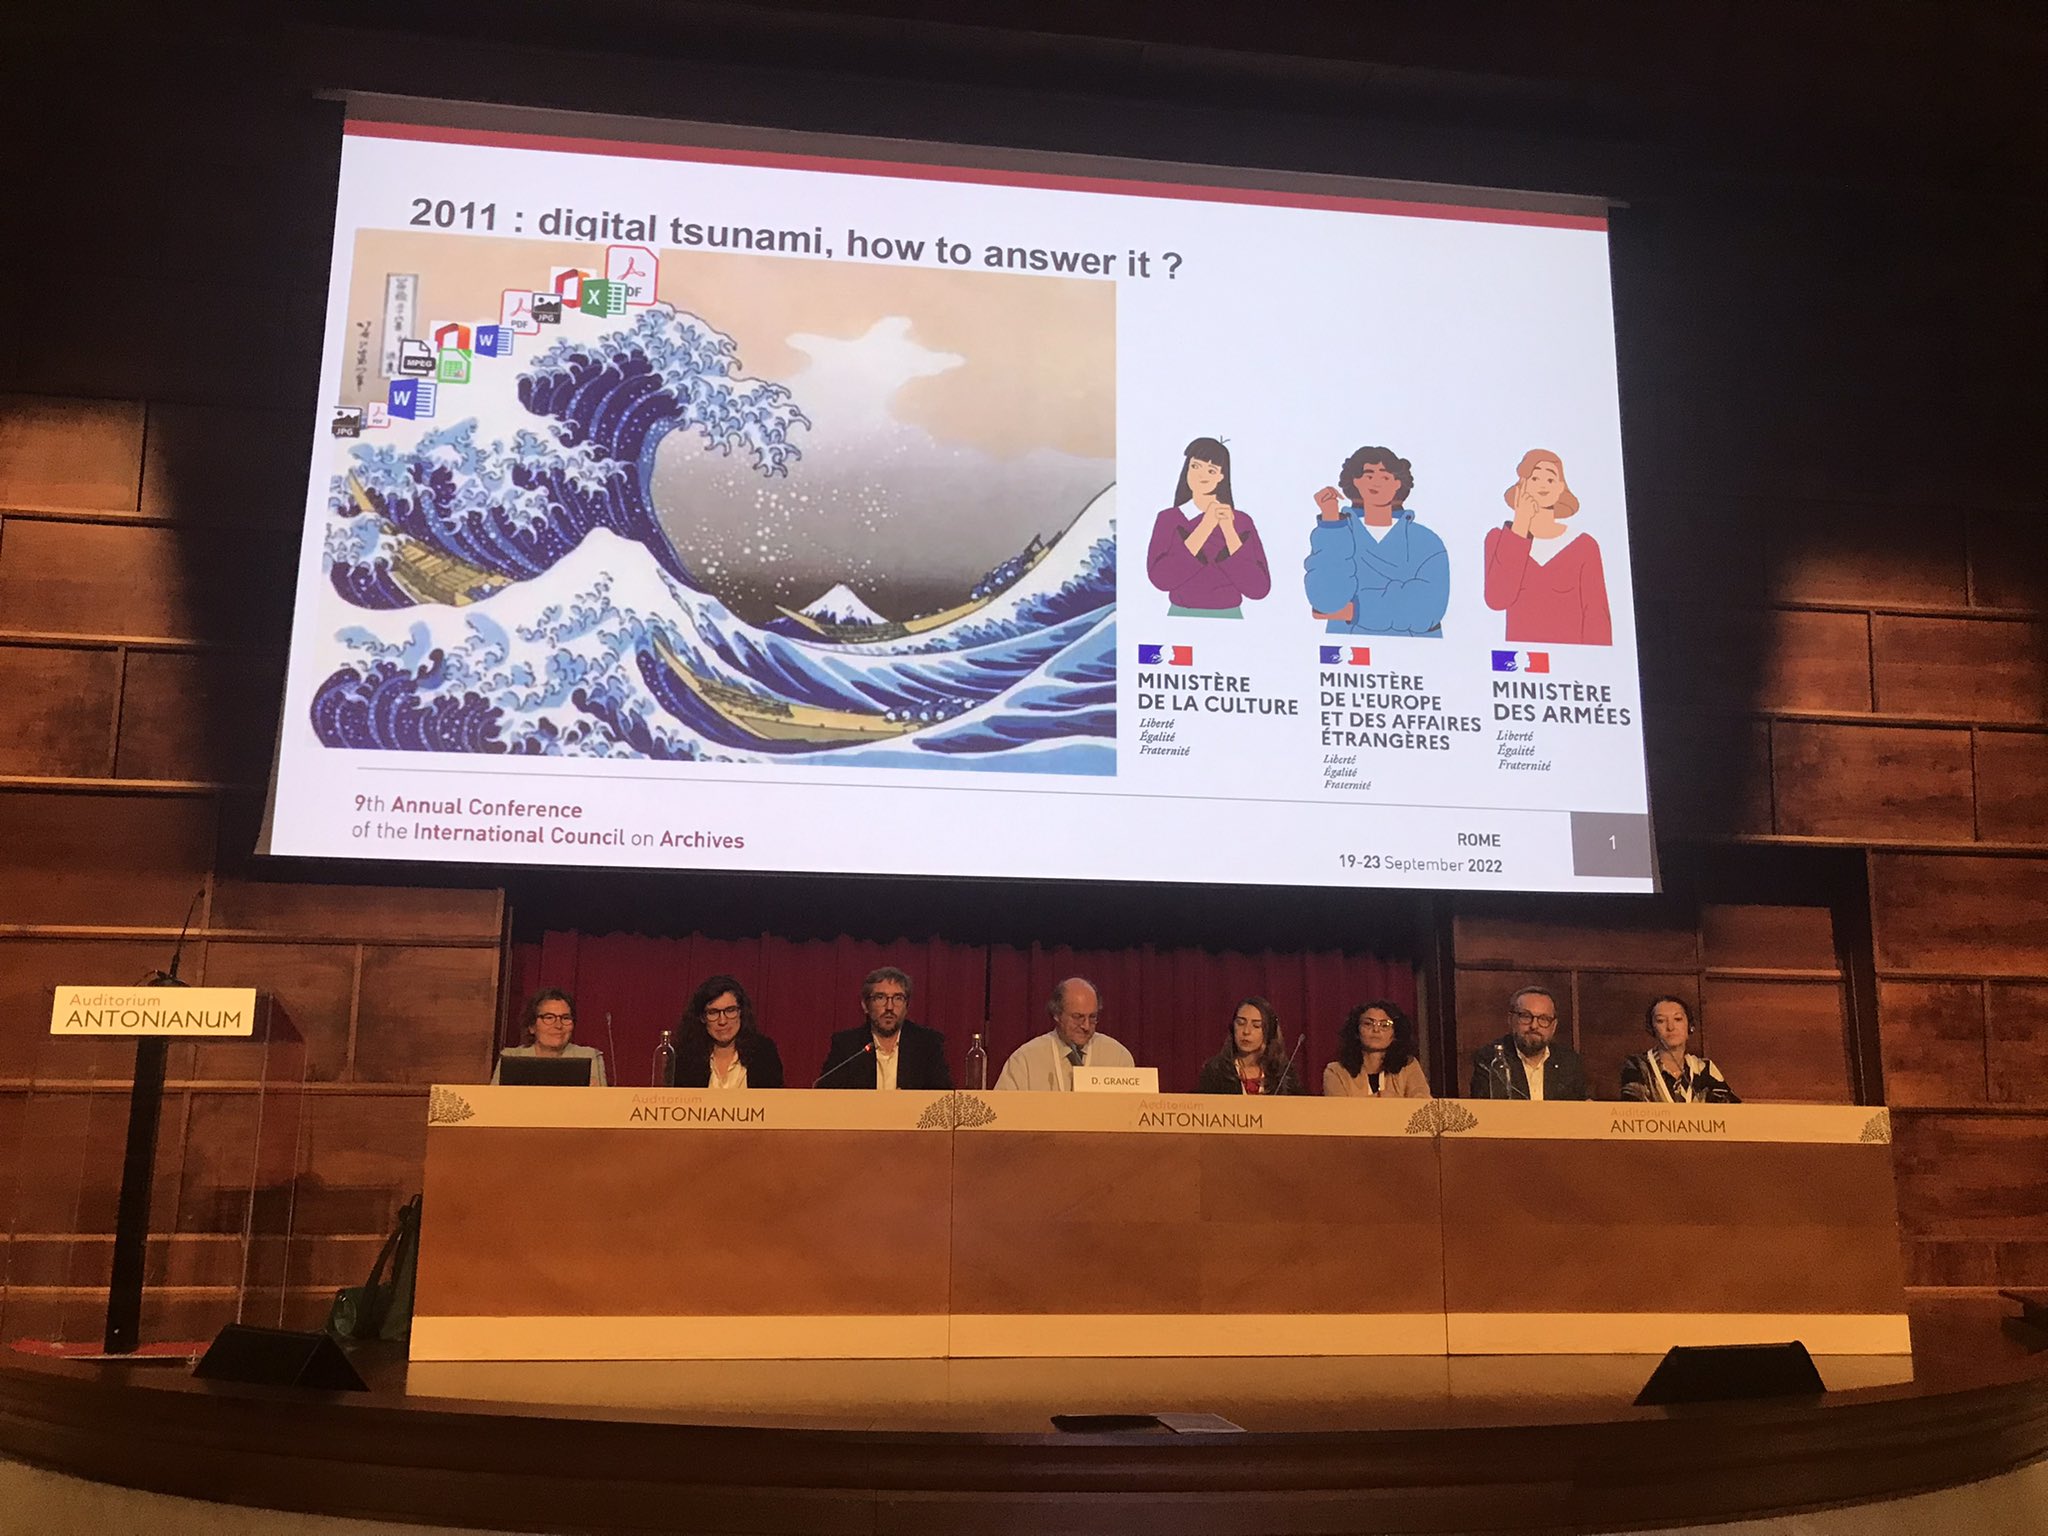 2011 : digital tsunami, how to answer it ?
PDF
X
PDF
JPG
W
MPEG
W
JPG
PDF
MINISTÈRE
DE LA CULTURE
Liberté
Égalité
Fraternité
MINISTÈRE
DE L'EUROPE
ET DES AFFAIRES
ÉTRANGÈRES
Liberté
Égalité
Fraternité
MINISTÈRE
DES ARMÉES
Liberté
Égalité
Fraternité
9th Annual Conference
of the International Council on Archives
ROME
19-23 September 2022
1
Auditorium
ANTONIANUM
D. GRANGE
Auditorium
ANTONIANUM
Auditorium
ANTONIANUM
Auditorium
ANTONIANUM